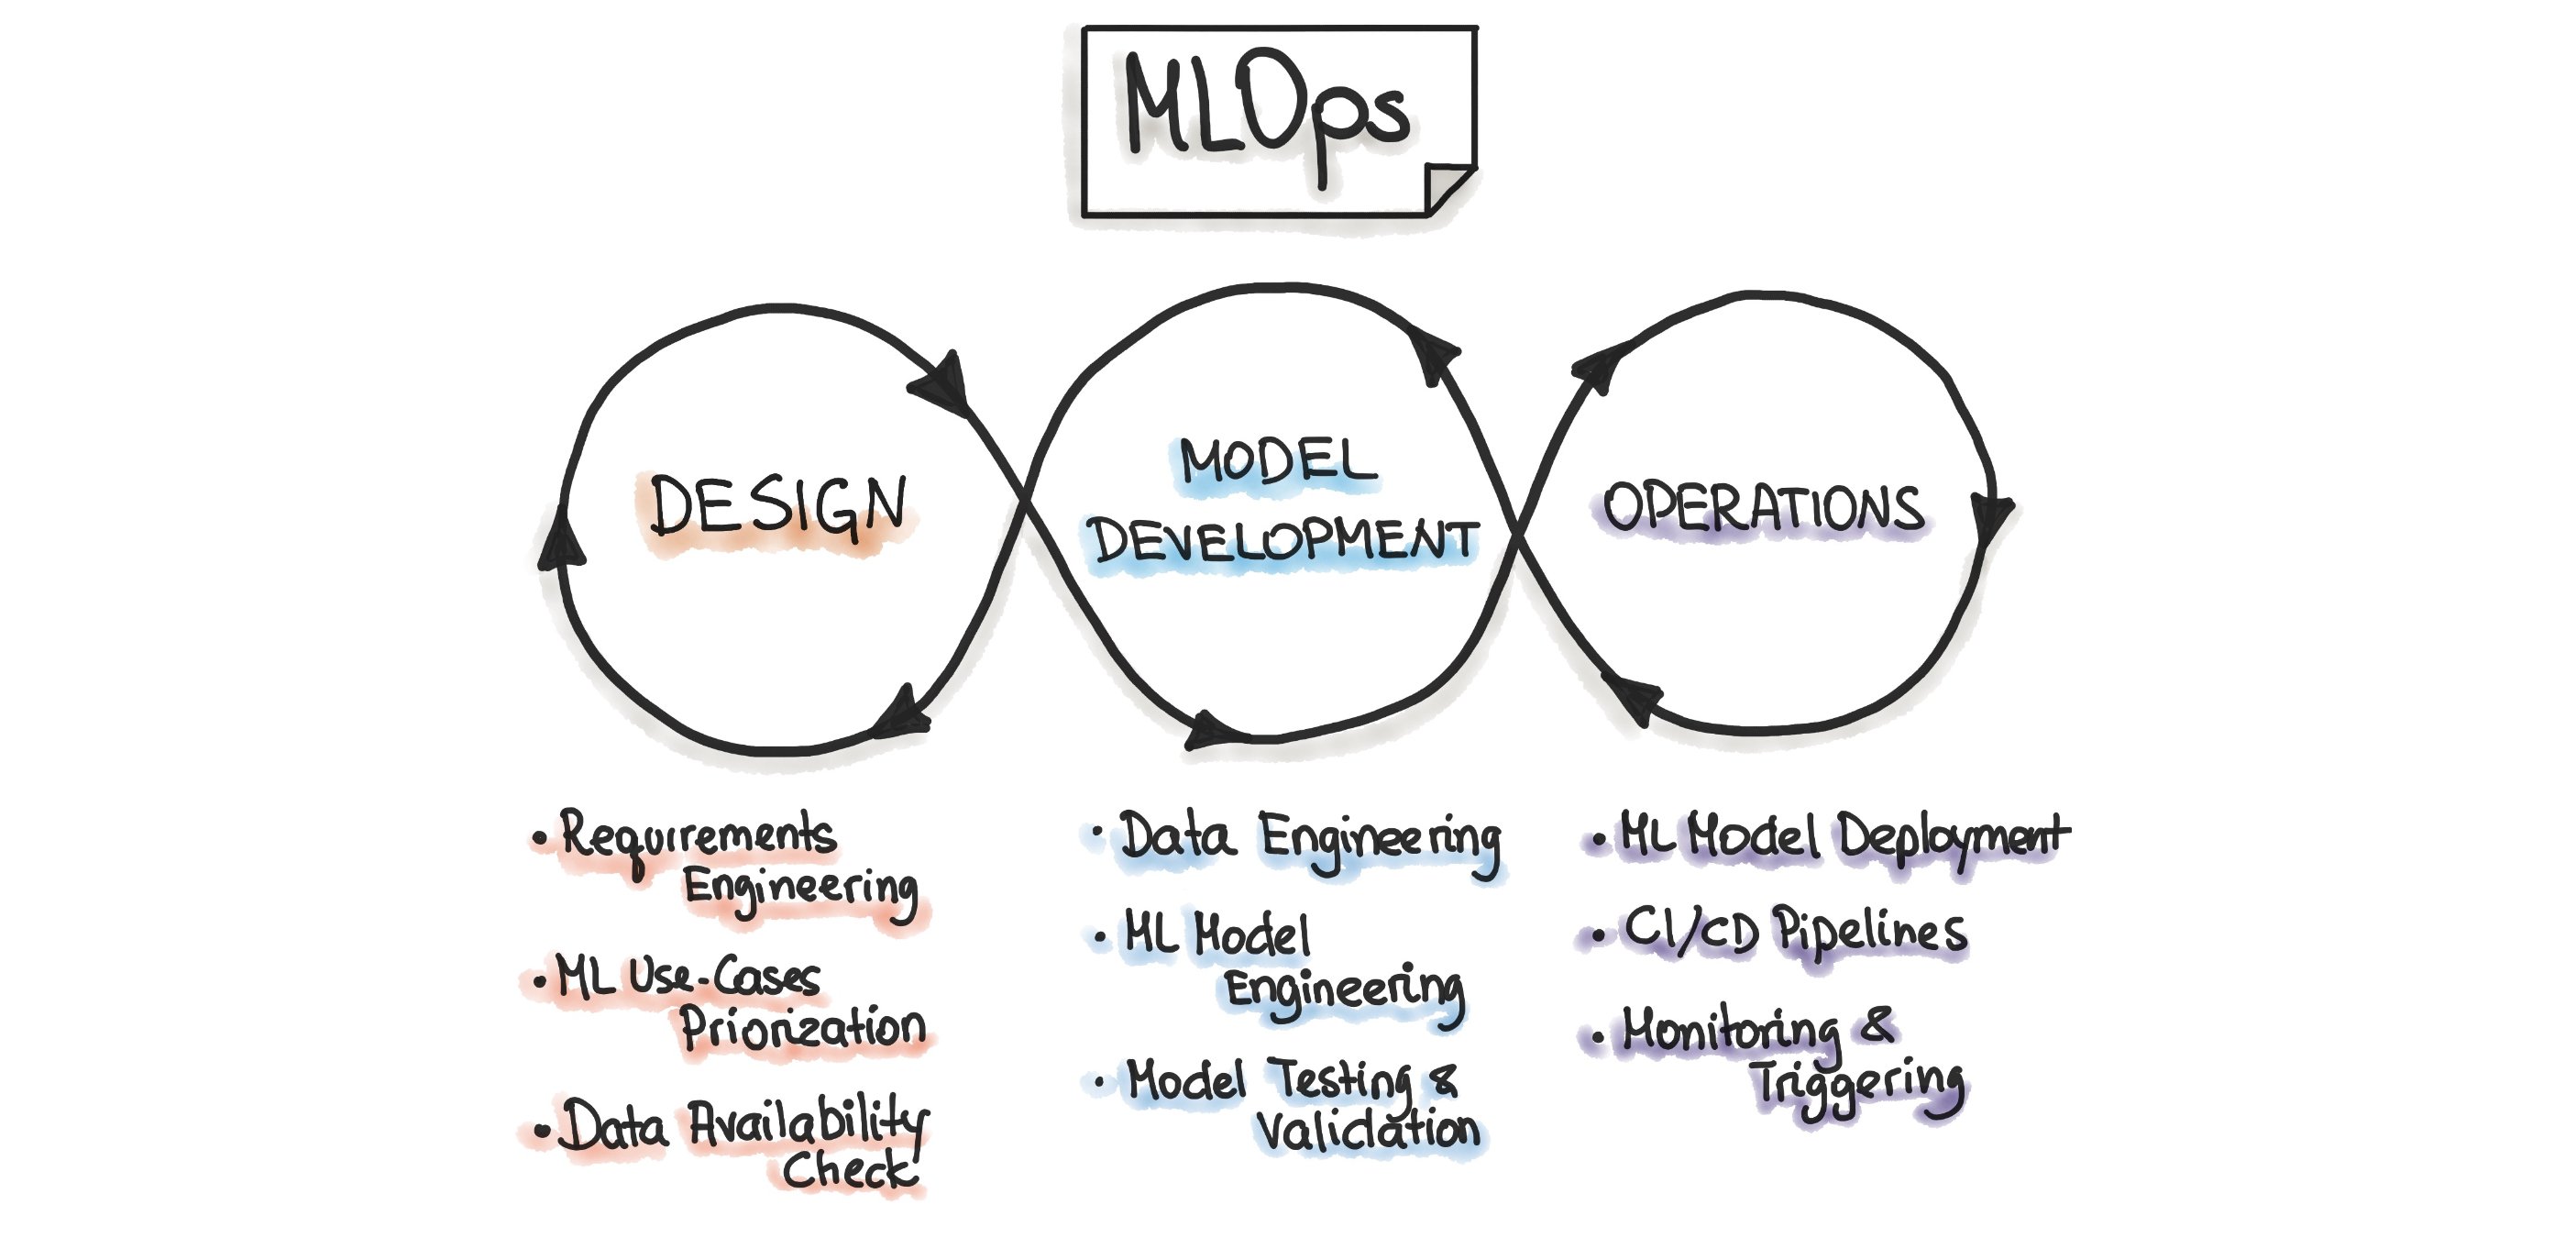 MLOps
DESIGN
MODEL
DEVELOPMENT
OPERATIONS
• Requirements
Engineering
• ML Use-Cases
Priorization
• Data Availability
Check
• Data Engineering
• ML Model
Engineering
• Model Testing &
Validation
• ML Model Deployment
• CI/CD Pipelines
• Monitoring &
Triggering